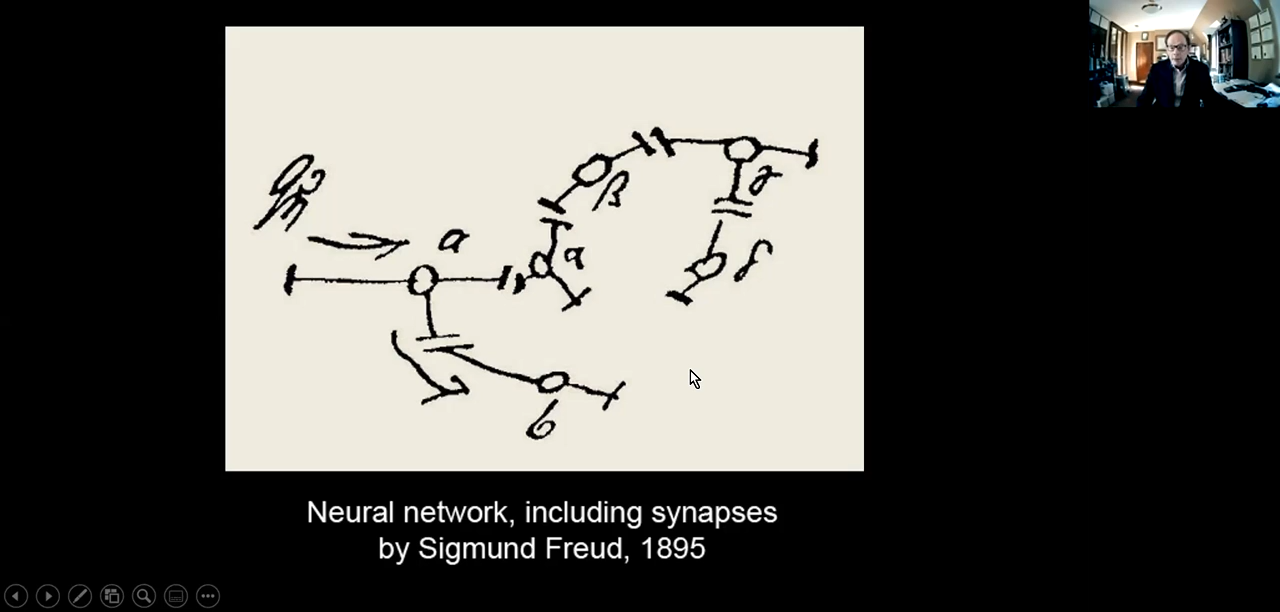 β
γ
a
α
δ
b
Neural network, including synapses
by Sigmund Freud, 1895